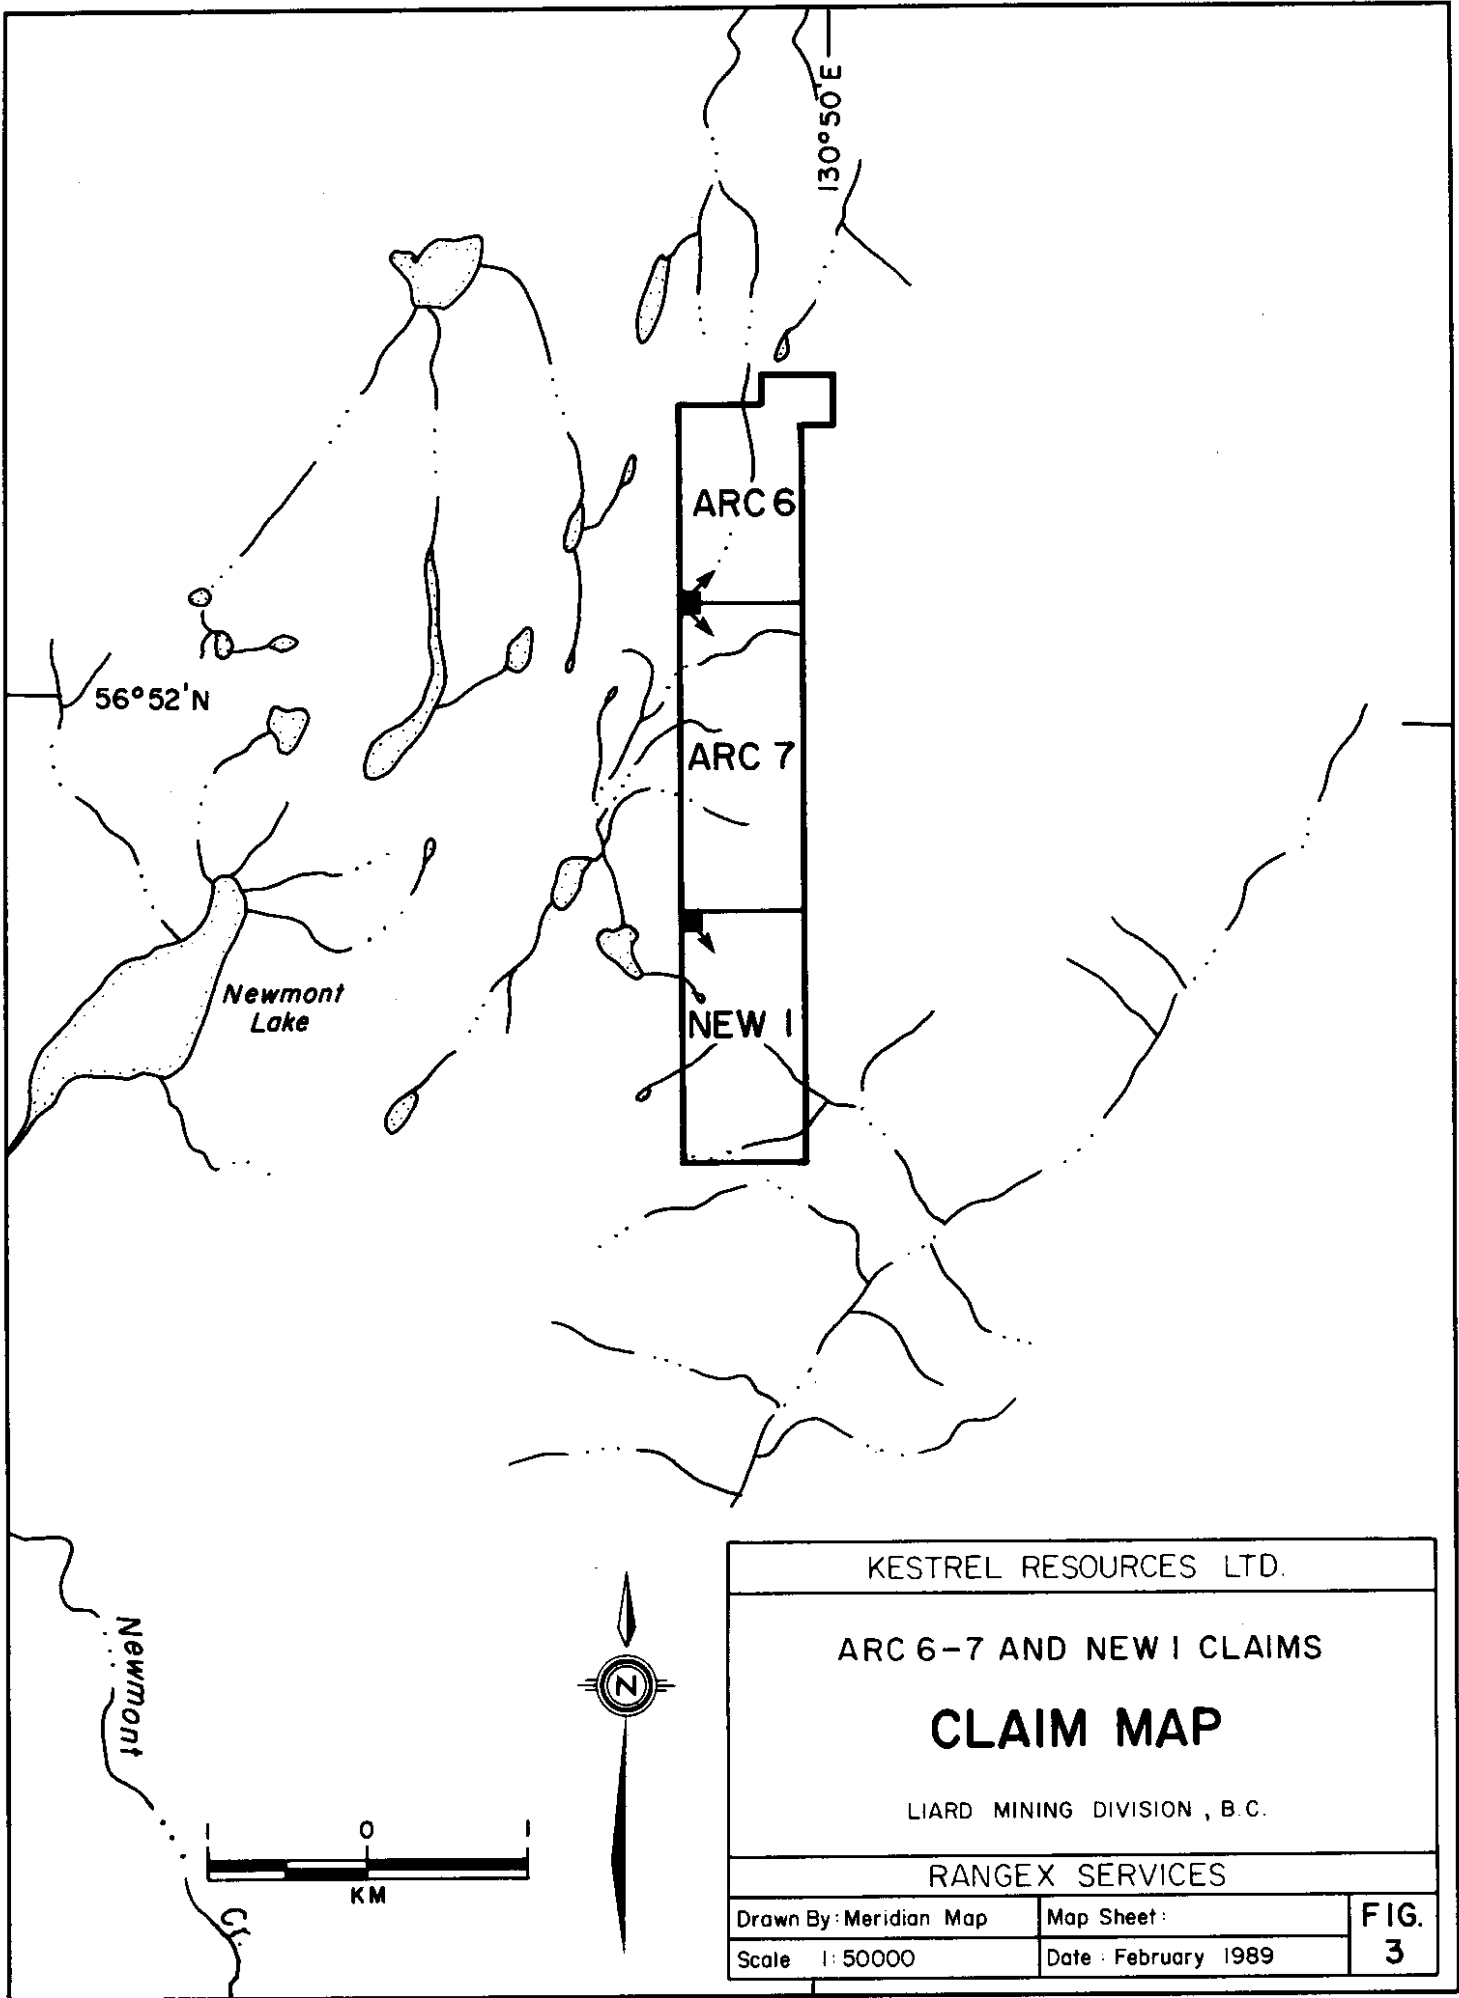 130°50'E
ARC 6
56°52'N
ARC 7
Newmont
Lake
NEW 1
Newmont
Cr.
N
1 0 1
KM
KESTREL RESOURCES LTD.
ARC 6-7 AND NEW 1 CLAIMS
CLAIM MAP
LIARD MINING DIVISION , B.C.
RANGEX SERVICES
Drawn By: Meridian Map
Map Sheet:
FIG.
3
Scale 1:50000
Date: February 1989